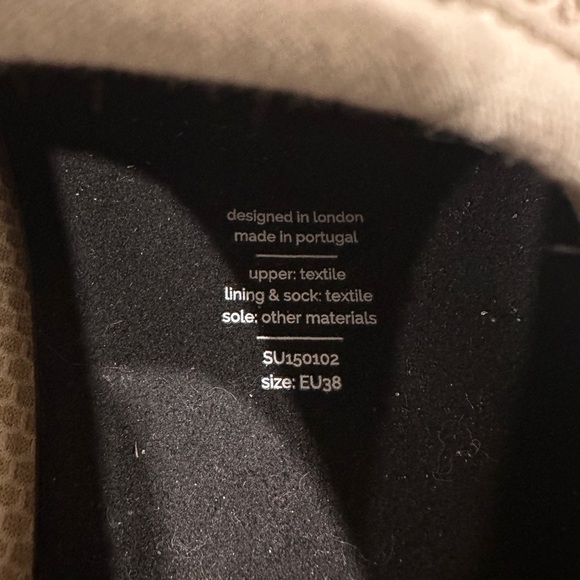 designed in london
made in portugal
upper: textile
lining & sock: textile
sole: other materials
SU150102
size: EU38